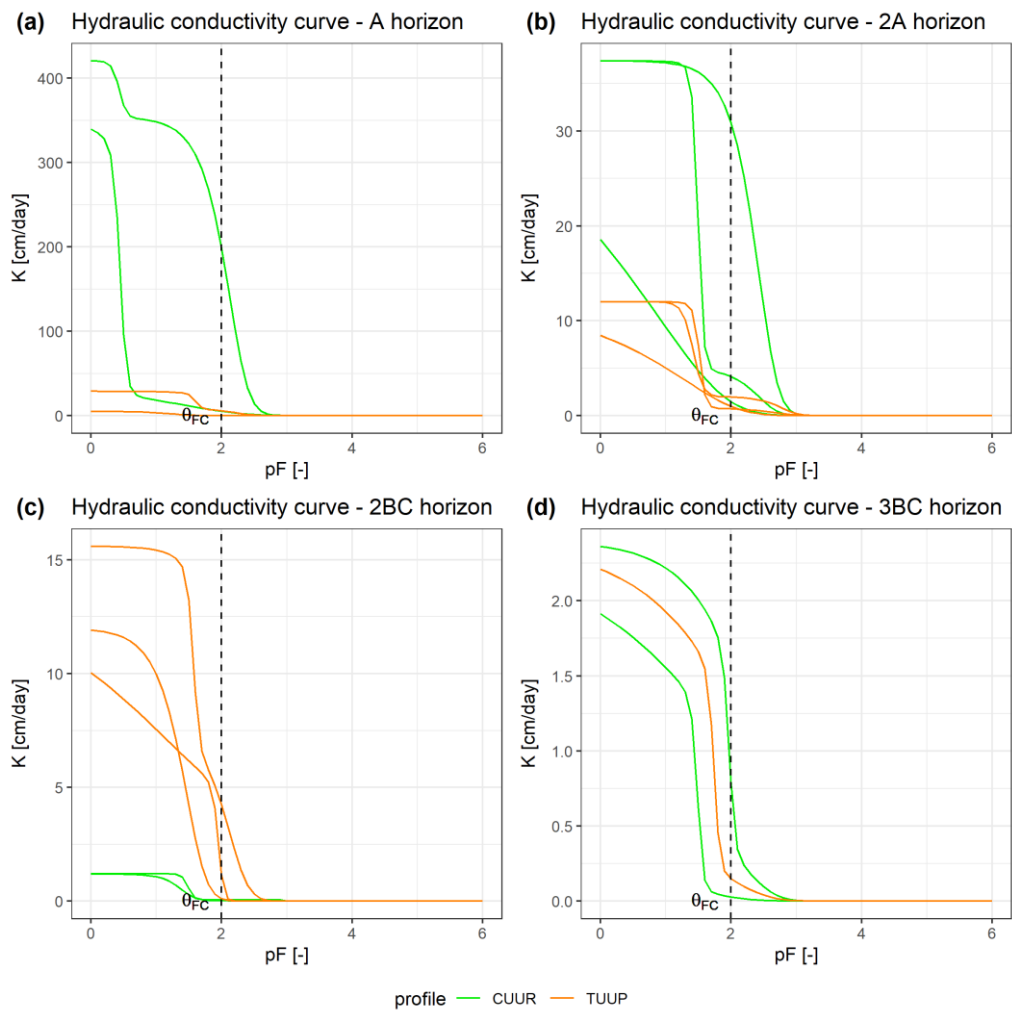 (a) Hydraulic conductivity curve - A horizon
K [cm/day]
400
300
200
100
0
θFC
0 2 4 6
pF [-]
(b) Hydraulic conductivity curve - 2A horizon
K [cm/day]
30
20
10
0
θFC
0 2 4 6
pF [-]
(c) Hydraulic conductivity curve - 2BC horizon
K [cm/day]
15
10
5
0
θFC
0 2 4 6
pF [-]
(d) Hydraulic conductivity curve - 3BC horizon
K [cm/day]
2.0
1.5
1.0
0.5
0.0
θFC
0 2 4 6
pF [-]
profile CUUR TUUP